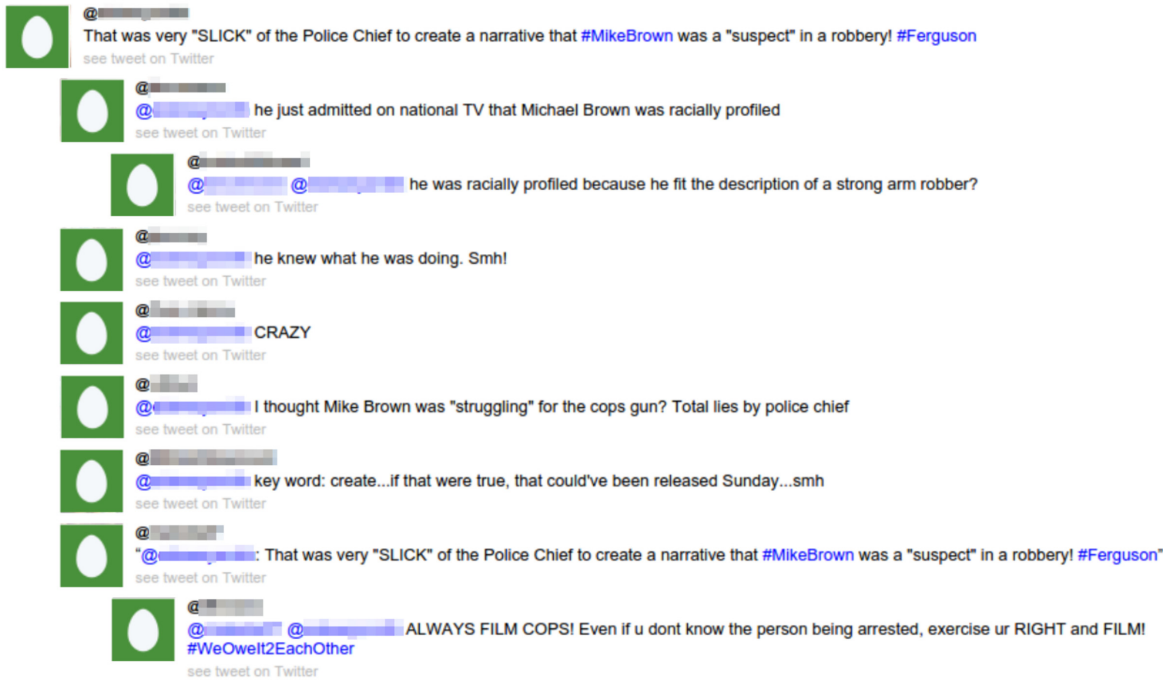 @
That was very "SLICK" of the Police Chief to create a narrative that #MikeBrown was a "suspect" in a robbery! #Ferguson
see tweet on Twitter
@
@ he just admitted on national TV that Michael Brown was racially profiled
see tweet on Twitter
@
@ @ he was racially profiled because he fit the description of a strong arm robber?
see tweet on Twitter
@
@ he knew what he was doing. Smh!
see tweet on Twitter
@
@ CRAZY
see tweet on Twitter
@
@ I thought Mike Brown was "struggling" for the cops gun? Total lies by police chief
see tweet on Twitter
@
@ key word: create...if that were true, that could've been released Sunday...smh
see tweet on Twitter
@
"@: That was very "SLICK" of the Police Chief to create a narrative that #MikeBrown was a "suspect" in a robbery! #Ferguson"
see tweet on Twitter
@
@ @ ALWAYS FILM COPS! Even if u dont know the person being arrested, exercise ur RIGHT and FILM!
#WeOweIt2EachOther
see tweet on Twitter